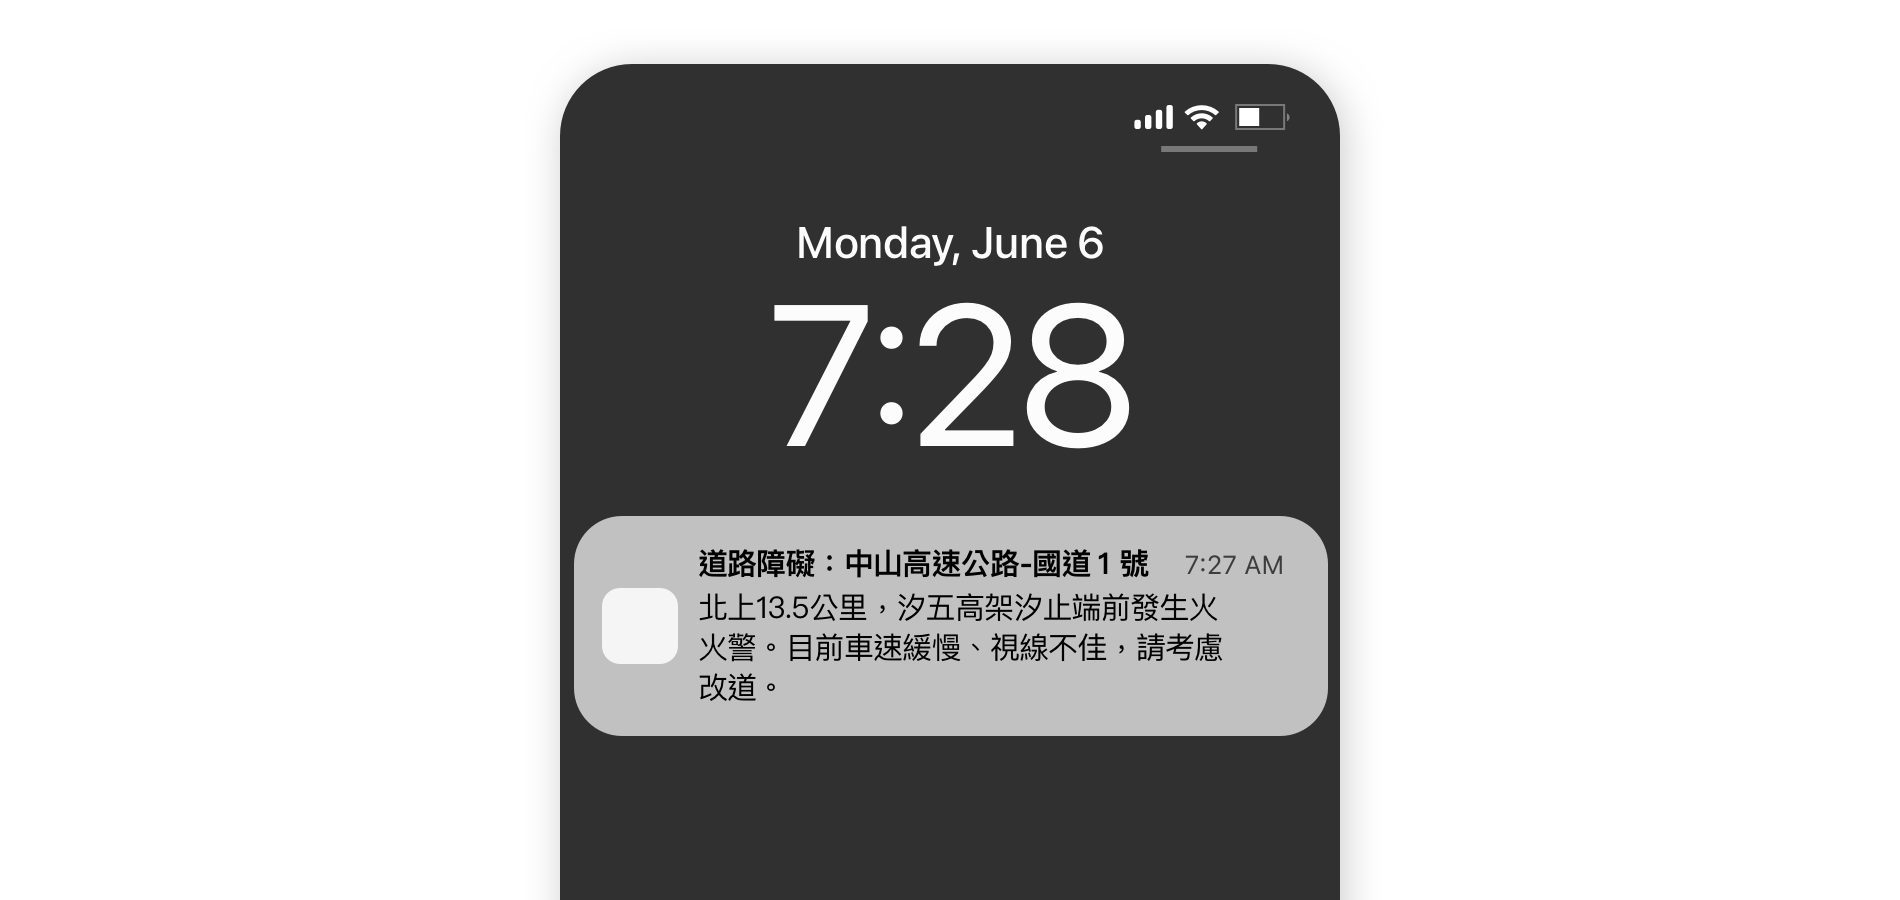 Monday, June 6
7:28
道路障礙：中山高速公路-國道 1 號 7:27 AM
北上13.5公里，汐五高架汐止端前發生火
火警。目前車速緩慢、視線不佳，請考慮
改道。